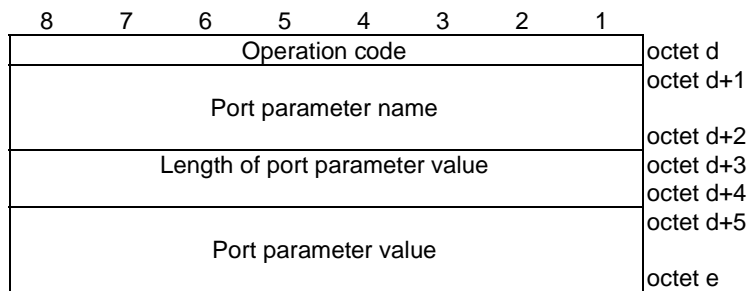 8 7 6 5 4 3 2 1
Operation code octet d
octet d+1
Port parameter name
octet d+2
Length of port parameter value octet d+3
octet d+4
octet d+5
Port parameter value
octet e